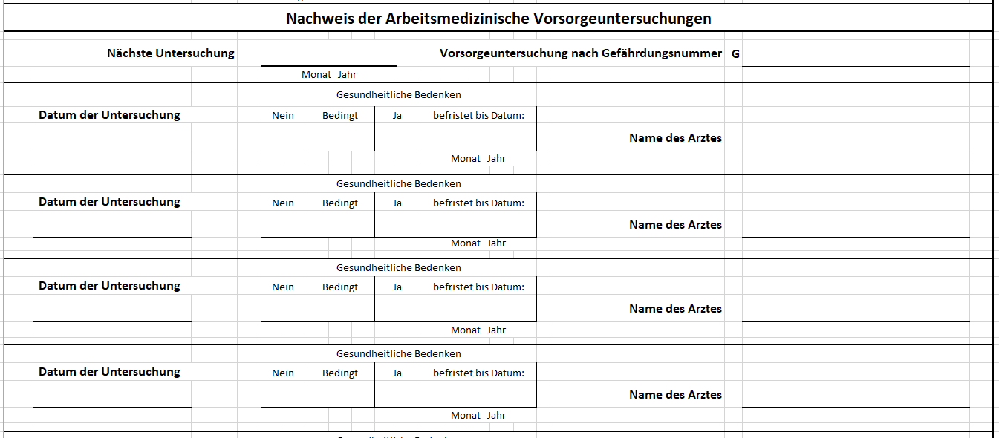 Nachweis der Arbeitsmedizinische Vorsorgeuntersuchungen
Nächste Untersuchung Vorsorgeuntersuchung nach Gefährdungsnummer G
Monat Jahr
Gesundheitliche Bedenken
Datum der Untersuchung Nein Bedingt Ja befristet bis Datum:
Name des Arztes
Monat Jahr
Gesundheitliche Bedenken
Datum der Untersuchung Nein Bedingt Ja befristet bis Datum:
Name des Arztes
Monat Jahr
Gesundheitliche Bedenken
Datum der Untersuchung Nein Bedingt Ja befristet bis Datum:
Name des Arztes
Monat Jahr
Gesundheitliche Bedenken
Datum der Untersuchung Nein Bedingt Ja befristet bis Datum:
Name des Arztes
Monat Jahr